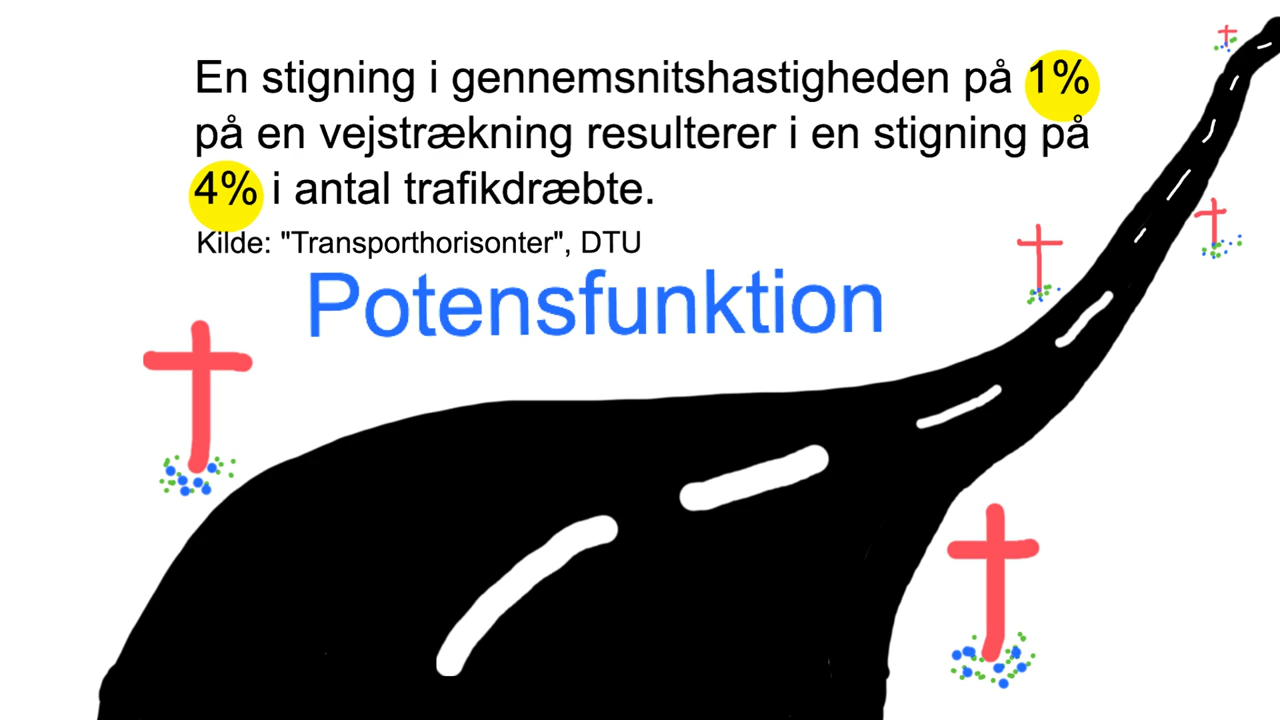 En stigning i gennemsnitshastigheden på 1%
på en vejstrækning resulterer i en stigning på
4% i antal trafikdræbte.
Kilde: "Transporthorisonter", DTU
Potensfunktion